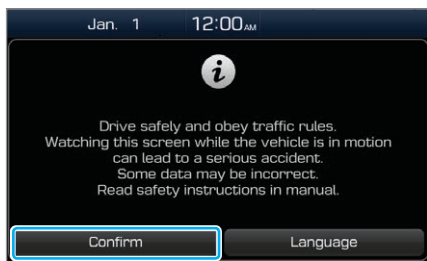 Jan. 1 12:00AM
i
Drive safely and obey traffic rules.
Watching this screen while the vehicle is in motion
can lead to a serious accident.
Some data may be incorrect.
Read safety instructions in manual.
Confirm Language